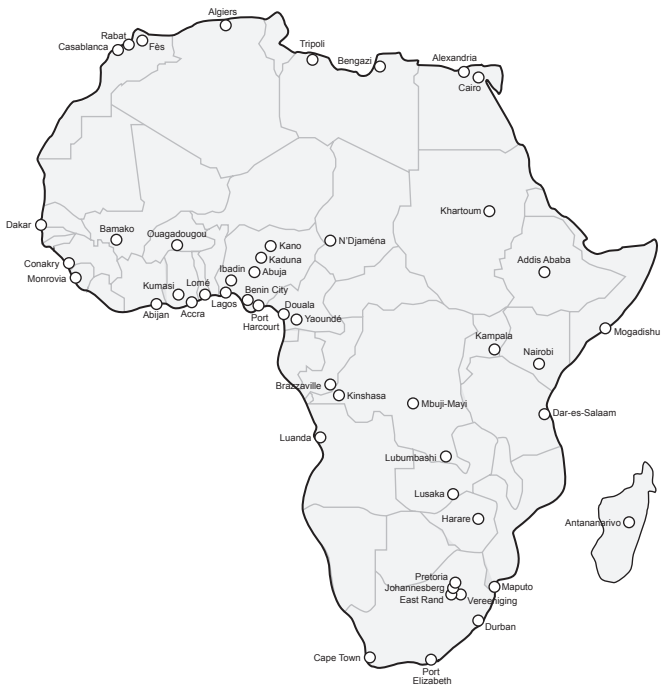 Algiers
Rabat
Casablanca
Fès
Tripoli
Bengazi
Alexandria
Cairo
Dakar
Bamako
Ouagadougou
Khartoum
Kano
N'Djaména
Kaduna
Abuja
Addis Ababa
Conakry
Monrovia
Ibadin
Kumasi
Lomé
Benin City
Abijan
Accra
Lagos
Port
Harcourt
Douala
Yaoundé
Mogadishu
Kampala
Nairobi
Brazzaville
Kinshasa
Mbuji-Mayi
Dar-es-Salaam
Luanda
Lubumbashi
Lusaka
Harare
Antananarivo
Pretoria
Johannesberg
East Rand
Vereeniging
Maputo
Durban
Cape Town
Port
Elizabeth